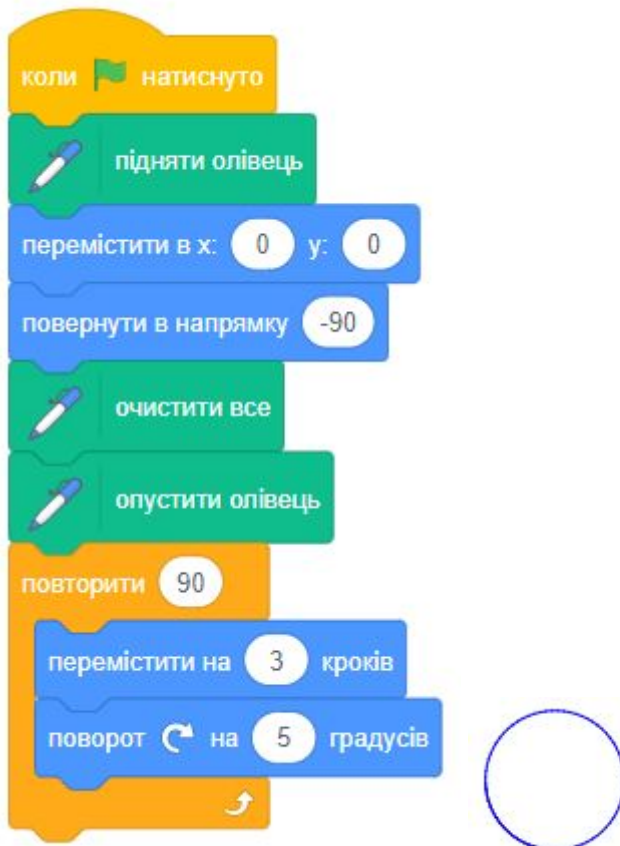 коли натиснуто
підняти олівець
перемістити в x: 0 y: 0
повернути в напрямку -90
очистити все
опустити олівець
повторити 90
перемістити на 3 кроків
поворот на 5 градусів